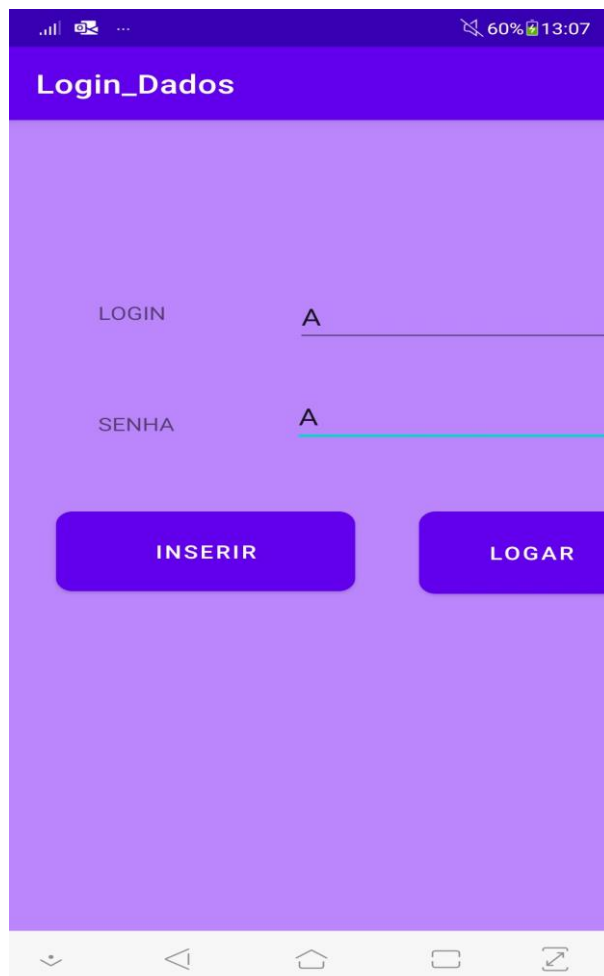 60% 13:07
Login_Dados
LOGIN A
SENHA A
INSERIR LOGAR